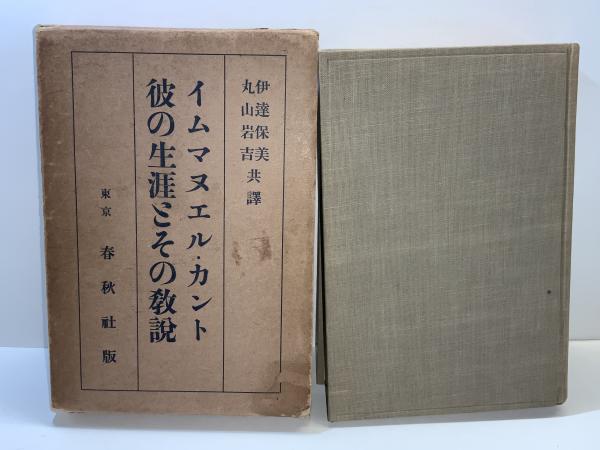 伊達保美
丸山岩吉
共譯
イムマヌエル・カント
彼の生涯とその教説
東京 春秋社版